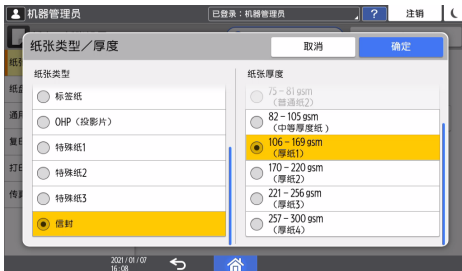 机器管理员
已登录：机器管理员
?
注销
纸张类型／厚度
取消
确定
纸张类型
标签纸
OHP（投影片）
特殊纸1
特殊纸2
特殊纸3
信封
纸张厚度
75 – 81 gsm
（普通纸2）
82 – 105 gsm
（中等厚度纸 ）
106 – 169 gsm
（厚纸1）
170 – 220 gsm
（厚纸2）
221 – 256 gsm
（厚纸3）
257 – 300 gsm
（厚纸4）
2021 / 01 / 07
16 : 08